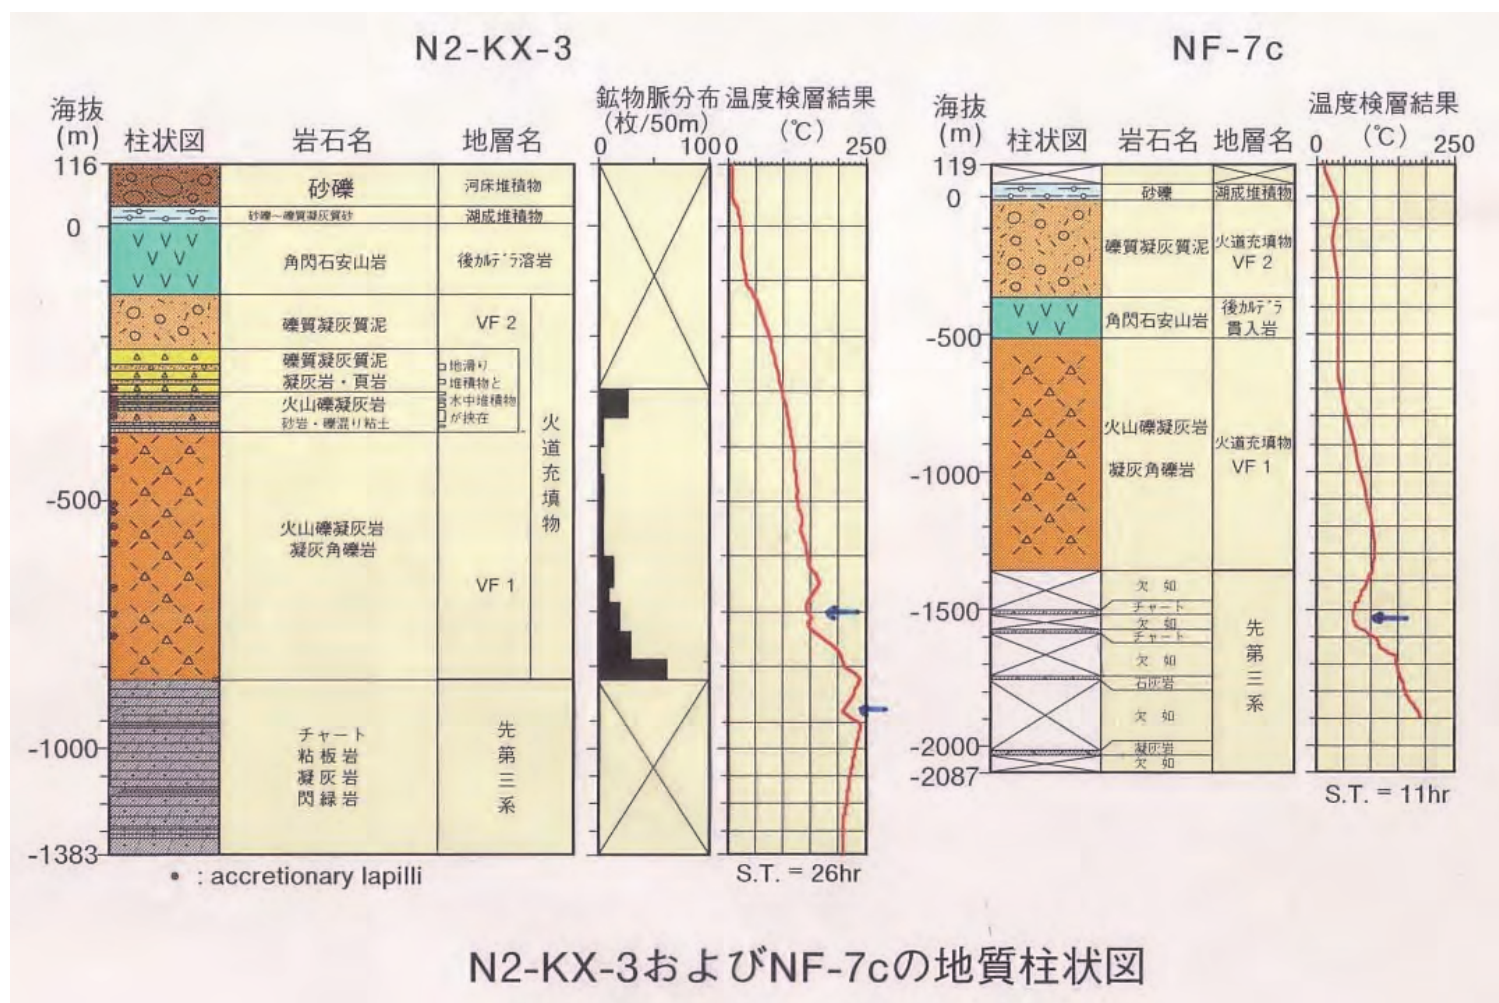 N2-KX-3
海抜
(m)
柱状図
岩石名
地層名
鉱物脈分布
(枚/50m)
0
100
温度検層結果
(℃)
0
250
116
0
-500
-1000
-1383
砂礫
河床堆積物
砂礫～礫質凝灰質砂
湖成堆積物
角閃石安山岩
後ｶﾙﾃﾞﾗ溶岩
礫質凝灰質泥
VF 2
礫質凝灰質泥
凝灰岩・頁岩
火山礫凝灰岩
砂岩・礫混り粘土
地滑り
堆積物と
水中堆積物
が挟在
火道充填物
火山礫凝灰岩
凝灰角礫岩
VF 1
チャート
粘板岩
凝灰岩
閃緑岩
先第三系
• : accretionary lapilli
S.T. = 26hr
NF-7c
海抜
(m)
柱状図
岩石名
地層名
温度検層結果
(℃)
0
250
119
0
-500
-1000
-1500
-2000
-2087
砂礫
湖成堆積物
礫質凝灰質泥
火道充填物
VF 2
角閃石安山岩
後ｶﾙﾃﾞﾗ
貫入岩
火山礫凝灰岩
凝灰角礫岩
火道充填物
VF 1
欠 如
チャート
欠 如
チャート
欠 如
石灰岩
欠 如
凝灰岩
欠 如
先第三系
S.T. = 11hr
N2-KX-3およびNF-7cの地質柱状図